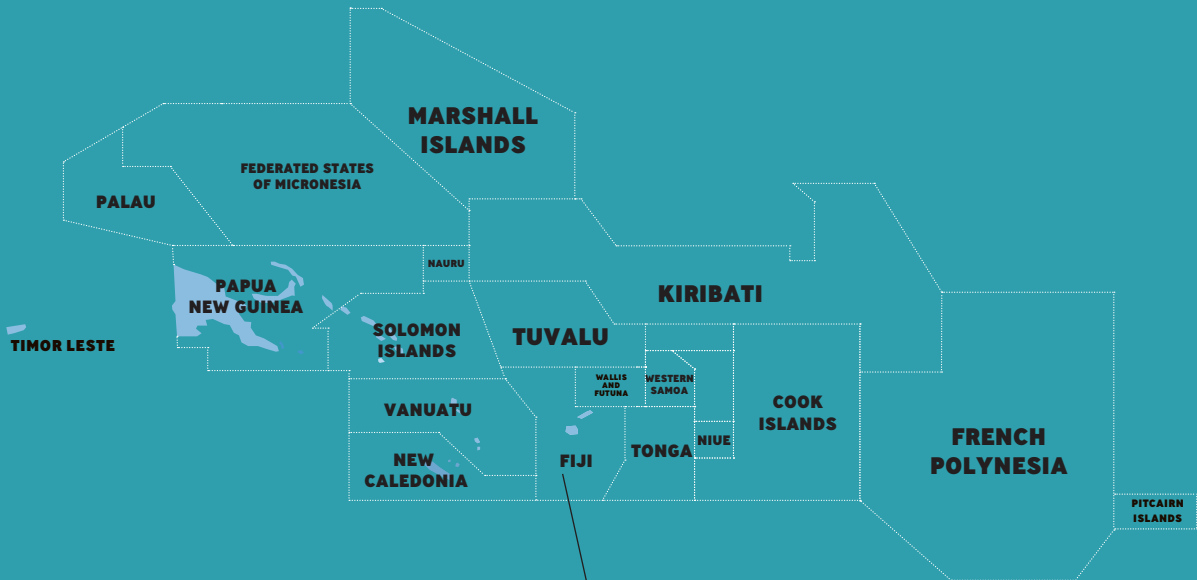 MARSHALL
ISLANDS
FEDERATED STATES
OF MICRONESIA
PALAU
NAURU
PAPUA
NEW GUINEA
KIRIBATI
SOLOMON
ISLANDS
TUVALU
TIMOR LESTE
WALLIS
AND
FUTUNA
WESTERN
SAMOA
COOK
ISLANDS
VANUATU
NIUE
TONGA
FIJI
NEW
CALEDONIA
FRENCH
POLYNESIA
PITCAIRN
ISLANDS